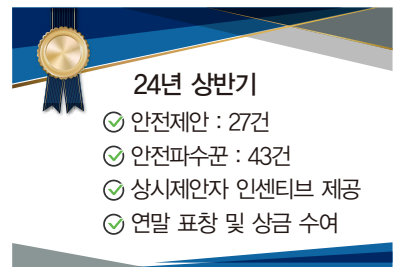 24년 상반기
안전제안 : 27건
안전파수꾼 : 43건
상시제안자 인센티브 제공
연말 표창 및 상금 수여